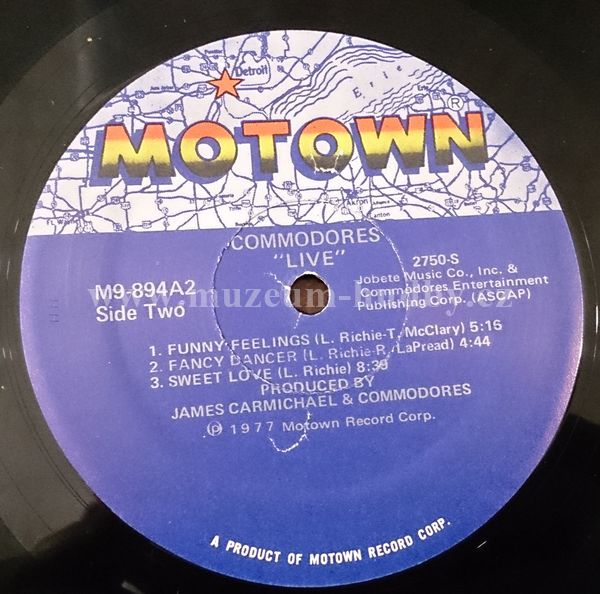 Detroit
Erie
MOTOWN®
Akron
Canton
COMMODORES
"LIVE"
2750-S
Jobete Music Co., Inc. &
Commodores Entertainment
Publishing Corp. (ASCAP)
M9-894A2
Side Two
www.muzeum-hudby.cz
1. FUNNY FEELINGS (L. Richie-T. McClary) 5:16
2. FANCY DANCER (L. Richie-R. LaPread) 4:44
3. SWEET LOVE (L. Richie) 8:39
PRODUCED BY
JAMES CARMICHAEL & COMMODORES
℗ 1977 Motown Record Corp.
A PRODUCT OF MOTOWN RECORD CORP.